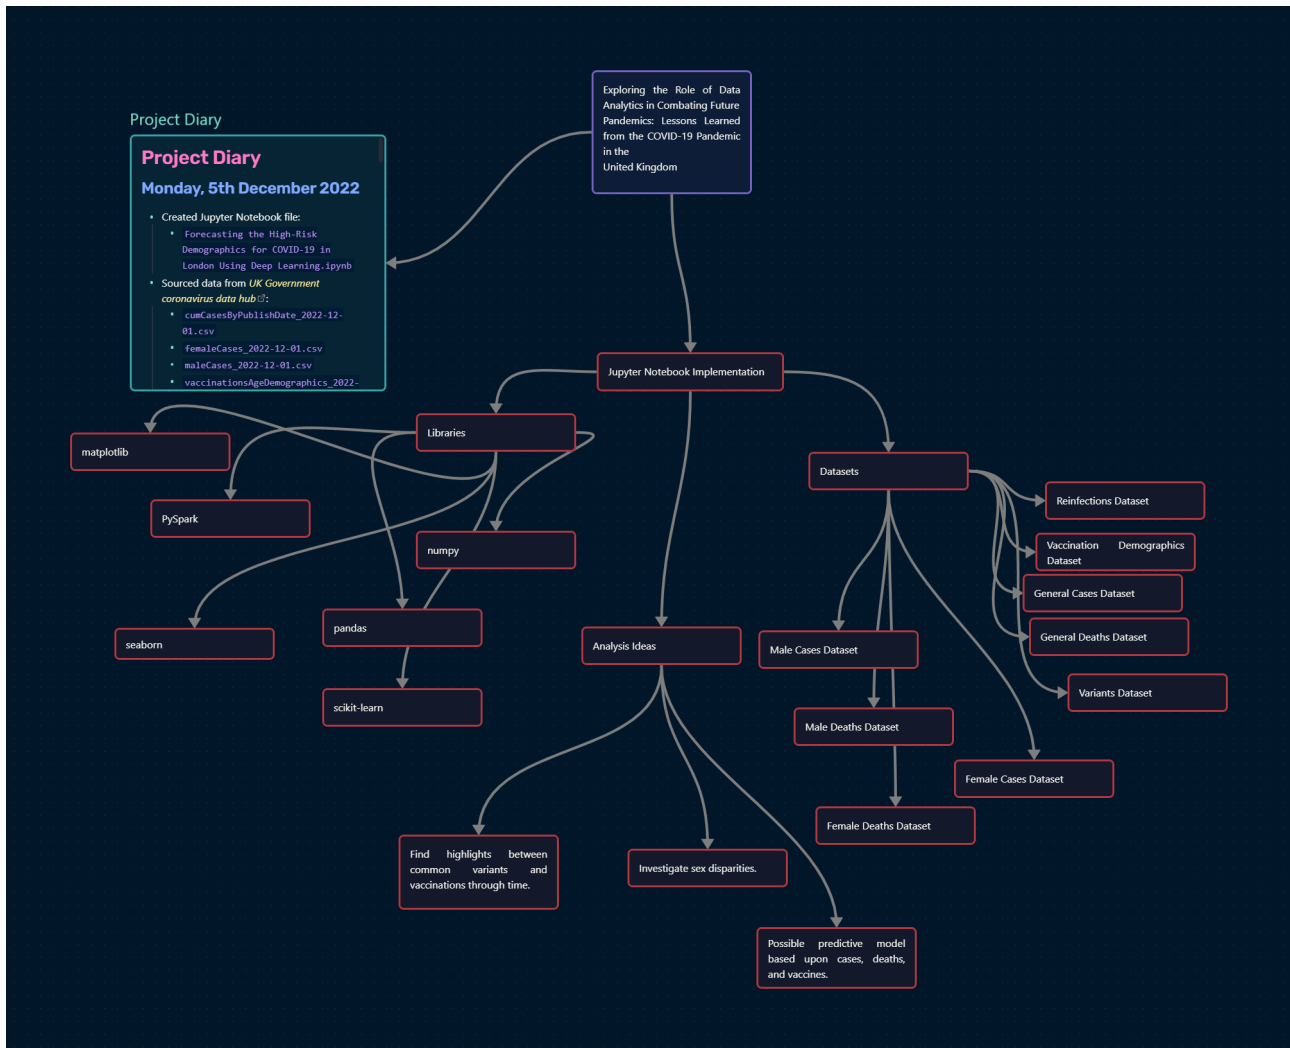 Exploring the Role of Data
Analytics in Combating Future
Pandemics: Lessons Learned
from the COVID-19 Pandemic
in the
United Kingdom
Project Diary
Project Diary
Monday, 5th December 2022
Created Jupyter Notebook file:
Forecasting the High-Risk
Demographics for COVID-19 in
London Using Deep Learning.ipynb
Sourced data from UK Government
coronavirus data hub:
cumCasesByPublishDate_2022-12-
01.csv
femaleCases_2022-12-01.csv
maleCases_2022-12-01.csv
vaccinationsAgeDemographics_2022-
Jupyter Notebook Implementation
Libraries
matplotlib
PySpark
numpy
seaborn
pandas
scikit-learn
Datasets
Reinfections Dataset
Vaccination Demographics
Dataset
General Cases Dataset
General Deaths Dataset
Variants Dataset
Male Cases Dataset
Male Deaths Dataset
Female Cases Dataset
Female Deaths Dataset
Analysis Ideas
Find highlights between
common variants and
vaccinations through time.
Investigate sex disparities.
Possible predictive model
based upon cases, deaths,
and vaccines.